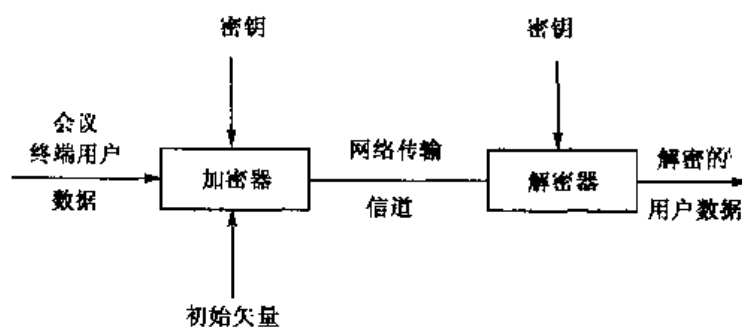 密钥
密钥
会议
终端用户
数据
加密器
网络传输
信道
解密器
解密的
用户数据
初始矢量